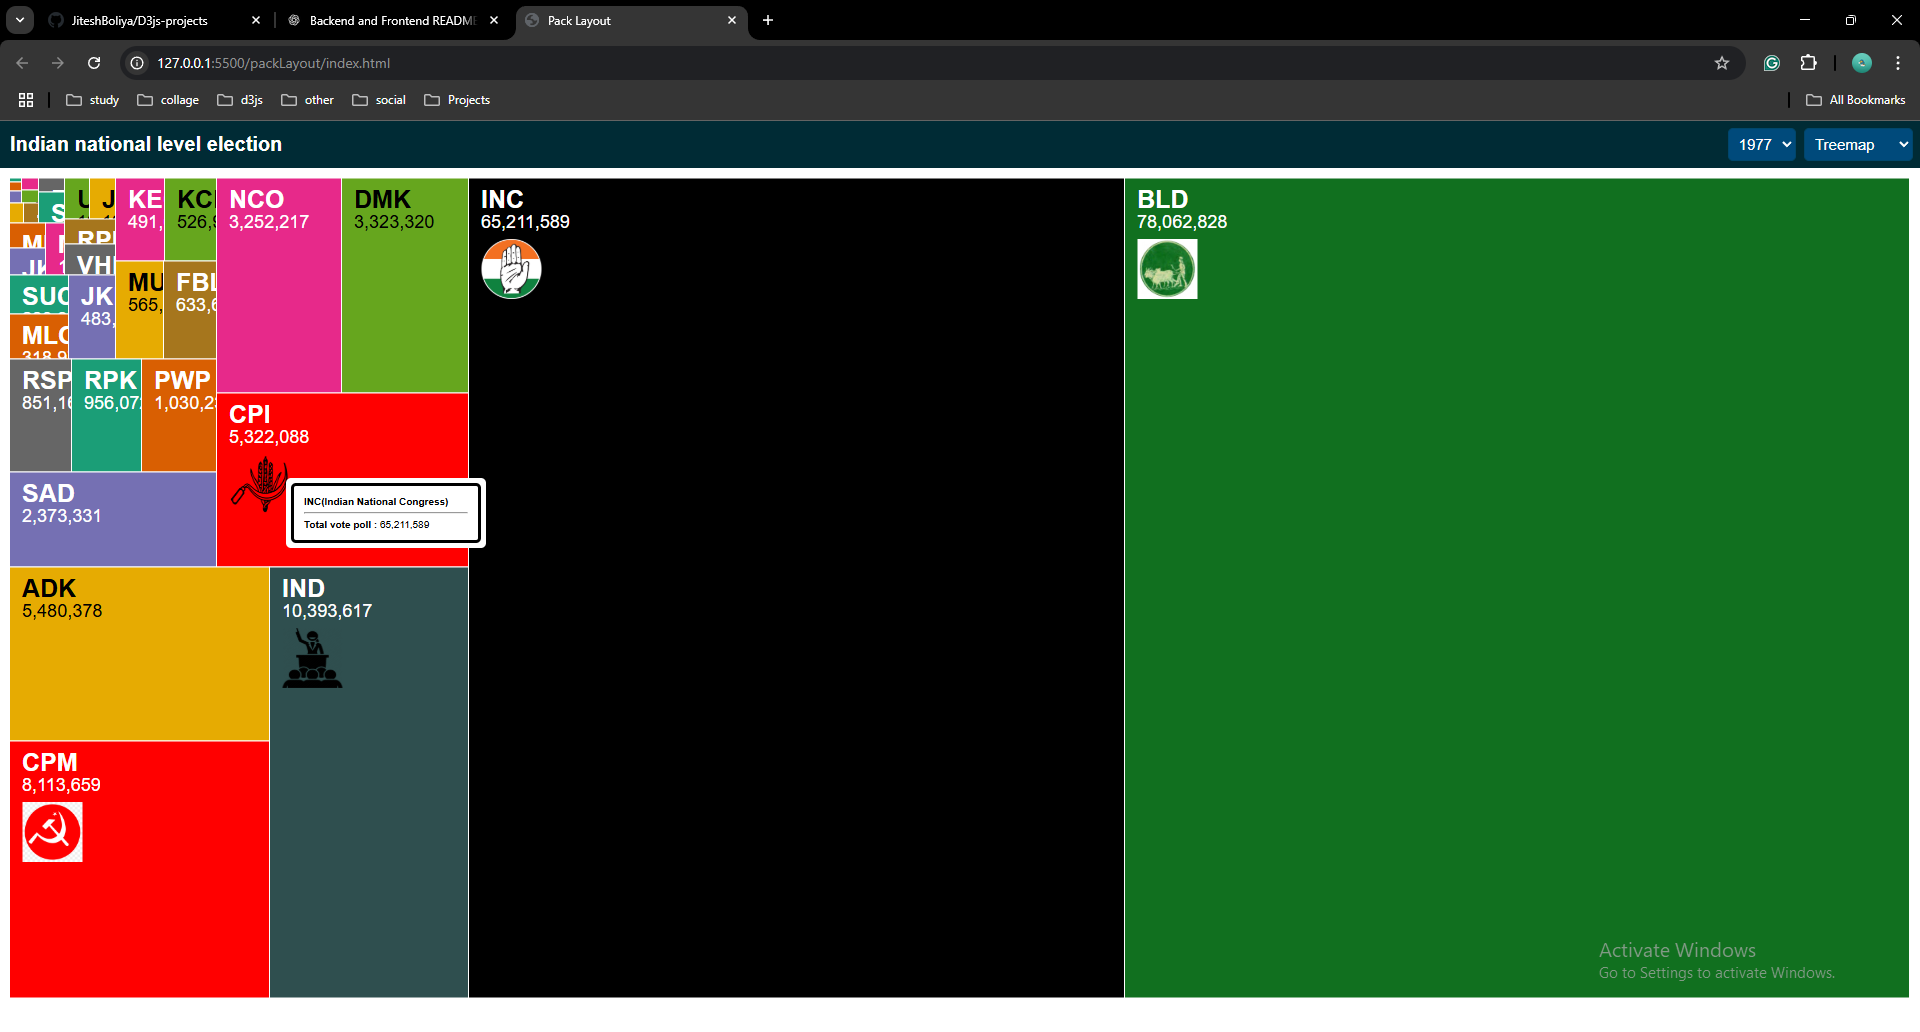 JiteshBoliya/D3js-projects
Backend and Frontend README
Pack Layout
127.0.0.1:5500/packLayout/index.html
study
collage
d3js
other
social
Projects
All Bookmarks
Indian national level election
1977
Treemap
KE
491,
KC
526,
NCO
3,252,217
DMK
3,323,320
INC
65,211,589
BLD
78,062,828
RP
VH
JK
SUC
JK
483,
MU
565,
FBL
633,6
MLC
318,9
RSP
851,16
RPK
956,07
PWP
1,030,2
CPI
5,322,088
SAD
2,373,331
INC(Indian National Congress)
Total vote poll : 65,211,589
ADK
5,480,378
IND
10,393,617
CPM
8,113,659
Activate Windows
Go to Settings to activate Windows.